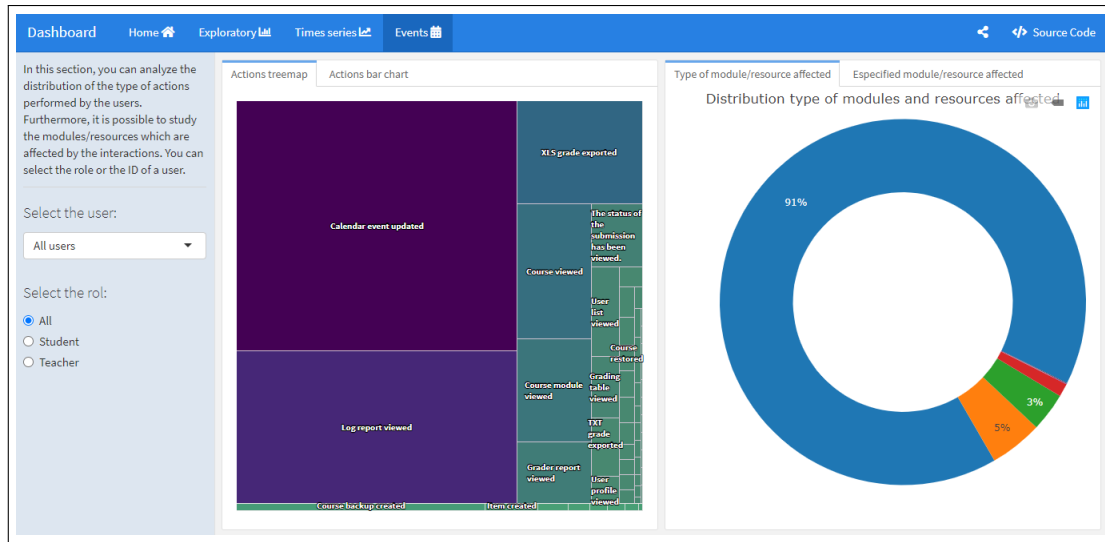 Dashboard
Home
Exploratory
Times series
Events
Source Code
In this section, you can analyze the
distribution of the type of actions
performed by the users.
Furthermore, it is possible to study
the modules/resources which are
affected by the interactions. You can
select the role or the ID of a user.
Select the user:
All users
Select the rol:
All
Student
Teacher
Actions treemap
Actions bar chart
Calendar event updated
XLS grade exported
Course viewed
The status of
the
submission
has been
viewed.
User
list
viewed
Course
restored
Course module
viewed
Grading
table
viewed
Log report viewed
TXT
grade
exported
Grader report
viewed
User
profile
viewed
Course backup created
Item created
Type of module/resource affected
Especified module/resource affected
Distribution type of modules and resources affected
91%
3%
5%